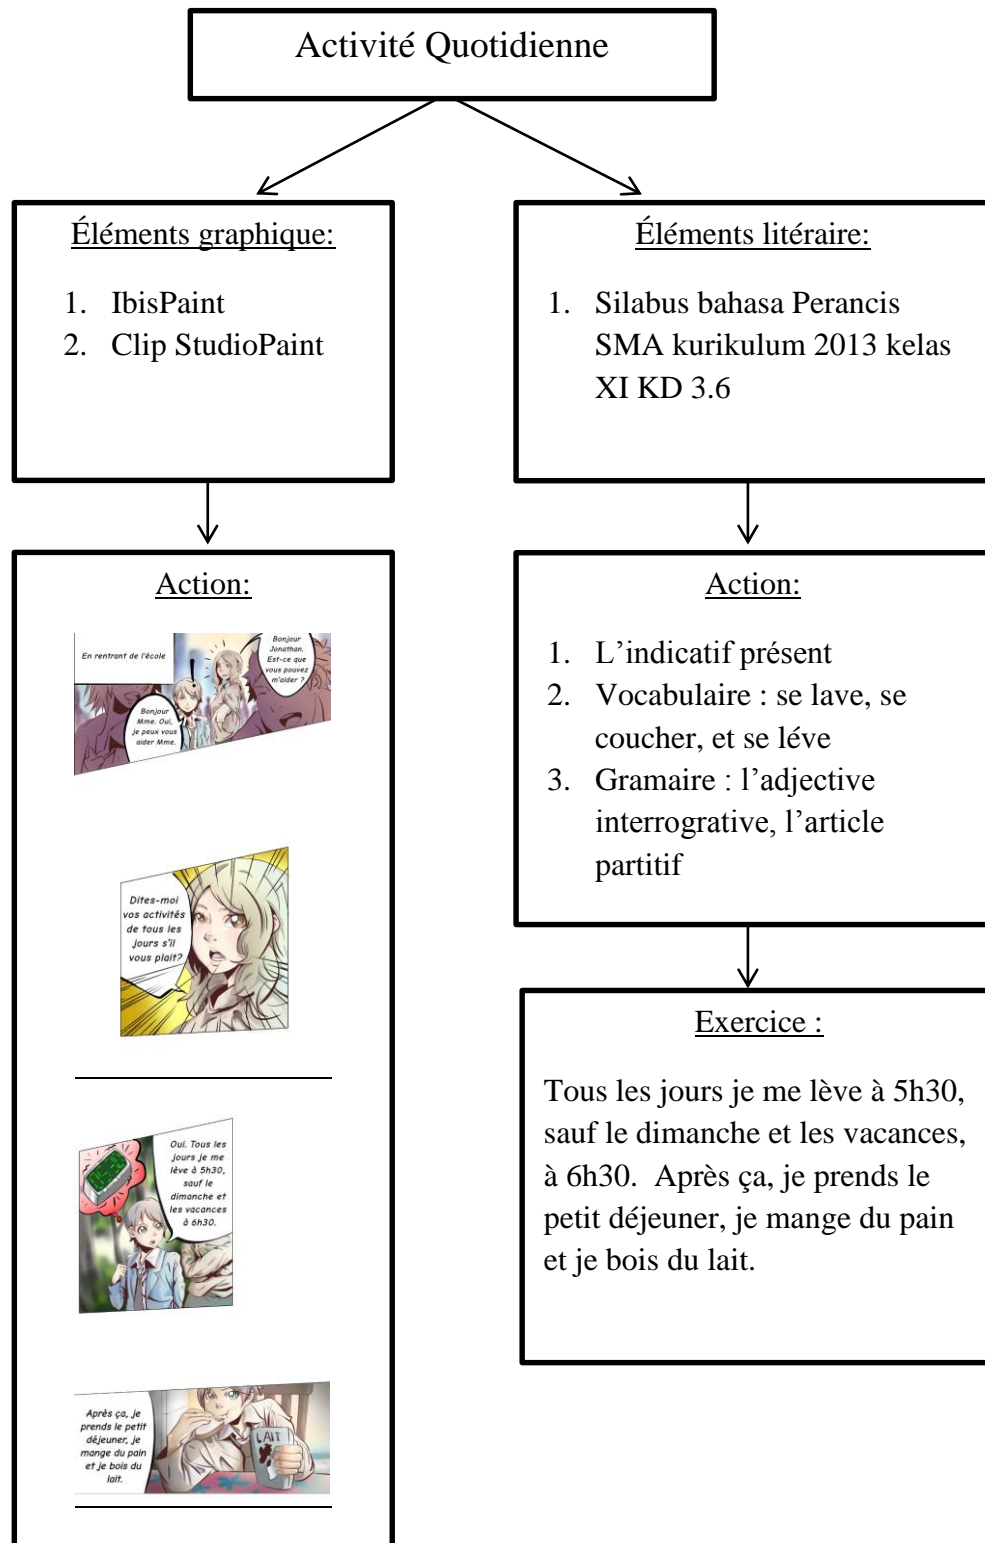 Activité Quotidienne
Éléments graphique:
1. IbisPaint
2. Clip StudioPaint
Éléments litéraire:
1. Silabus bahasa Perancis
SMA kurikulum 2013 kelas
XI KD 3.6
Action:
En rentrant de l'école
Bonjour
Jonathan.
Est-ce que
vous pouvez
m'aider ?
Bonjour
Mme. Oui,
je peux vous
aider Mme.
Dites-moi
vos activités
de tous les
jours s'il
vous plait?
Oui. Tous les
jours je me
lève à 5h30,
sauf le
dimanche et
les vacances
à 6h30.
Après ça, je
prends le petit
déjeuner, je
mange du pain
et je bois du
lait.
LAIT
Action:
1. L'indicatif présent
2. Vocabulaire : se lave, se
coucher, et se léve
3. Gramaire : l'adjective
interrogrative, l'article
partitif
Exercice :
Tous les jours je me lève à 5h30,
sauf le dimanche et les vacances,
à 6h30. Après ça, je prends le
petit déjeuner, je mange du pain
et je bois du lait.